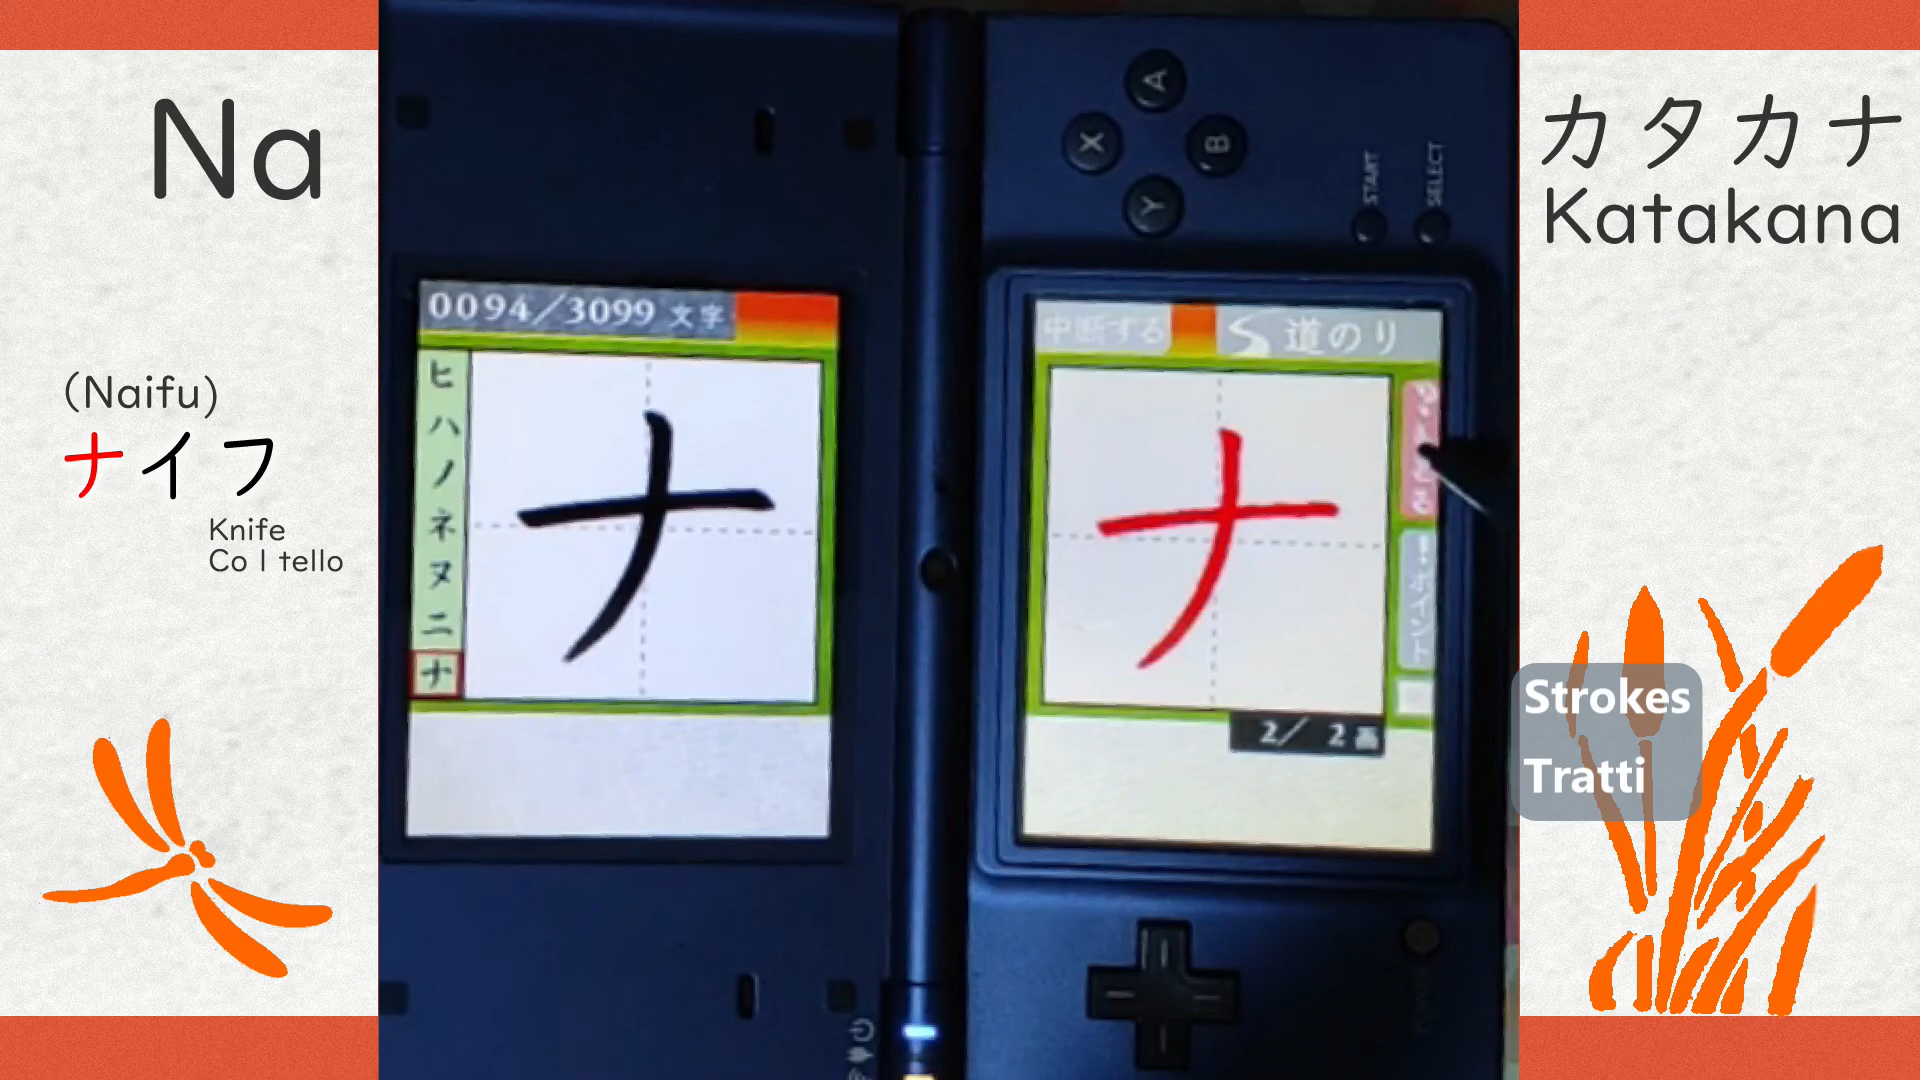 Na
(Naifu)
ナイフ
Knife
Co l tello
0094/3099 文字
ヒ
ハ
ノ
ネ
ヌ
ニ
ナ
ナ
A
X
B
Y
START
SELECT
中断する
道のり
ナ
2/ 2画
カタカナ
Katakana
Strokes
Tratti